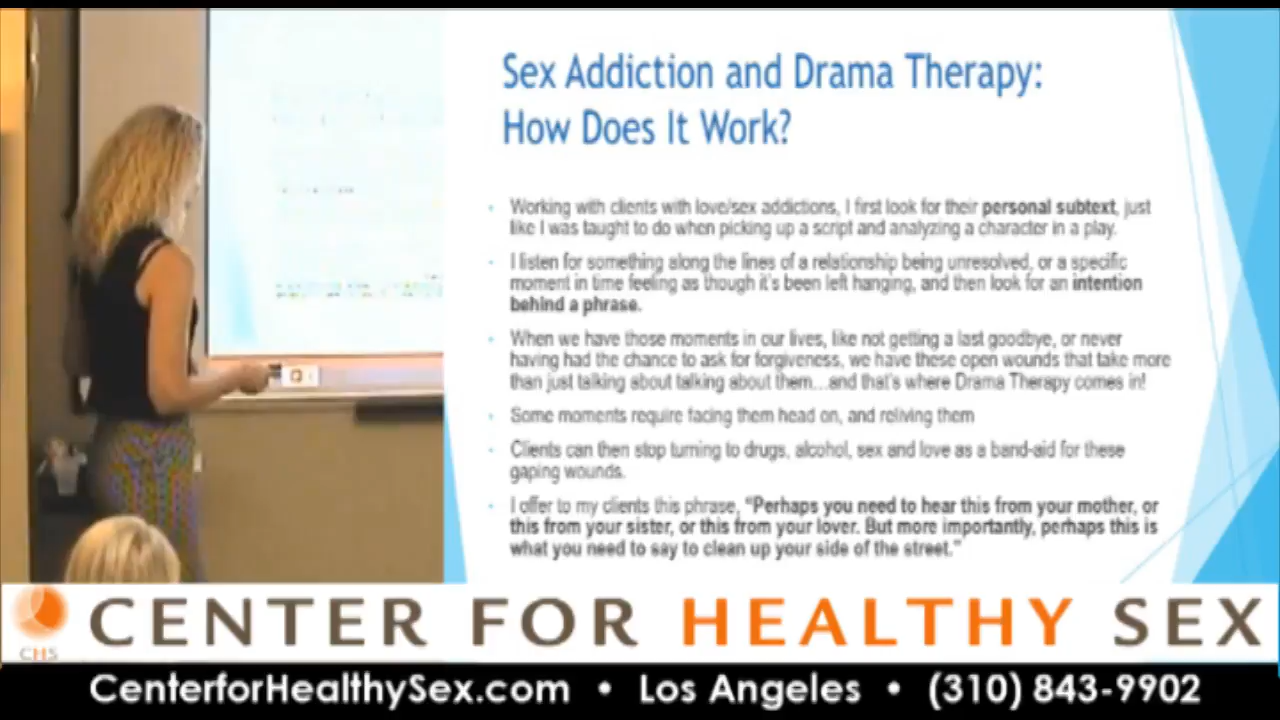 Sex Addiction and Drama Therapy:
How Does It Work?
Working with clients with love/sex addictions, I first look for their personal subtext, just
like I was taught to do when picking up a script and analyzing a character in a play.
I listen for something along the lines of a relationship being unresolved, or a specific
moment in time feeling as though it's been left hanging, and then look for an intention
behind a phrase.
When we have those moments in our lives, like not getting a last goodbye, or never
having had the chance to ask for forgiveness, we have these open wounds that take more
than just talking about talking about them...and that's where Drama Therapy comes in!
Some moments require facing them head on, and reliving them
Clients can then stop turning to drugs, alcohol, sex and love as a band-aid for these
gaping wounds.
I offer to my clients this phrase, "Perhaps you need to hear this from your mother, or
this from your sister, or this from your lover. But more importantly, perhaps this is
what you need to say to clean up your side of the street."
CENTER FOR HEALTHY SEX
CHS
CenterforHealthySex.com • Los Angeles • (310) 843-9902